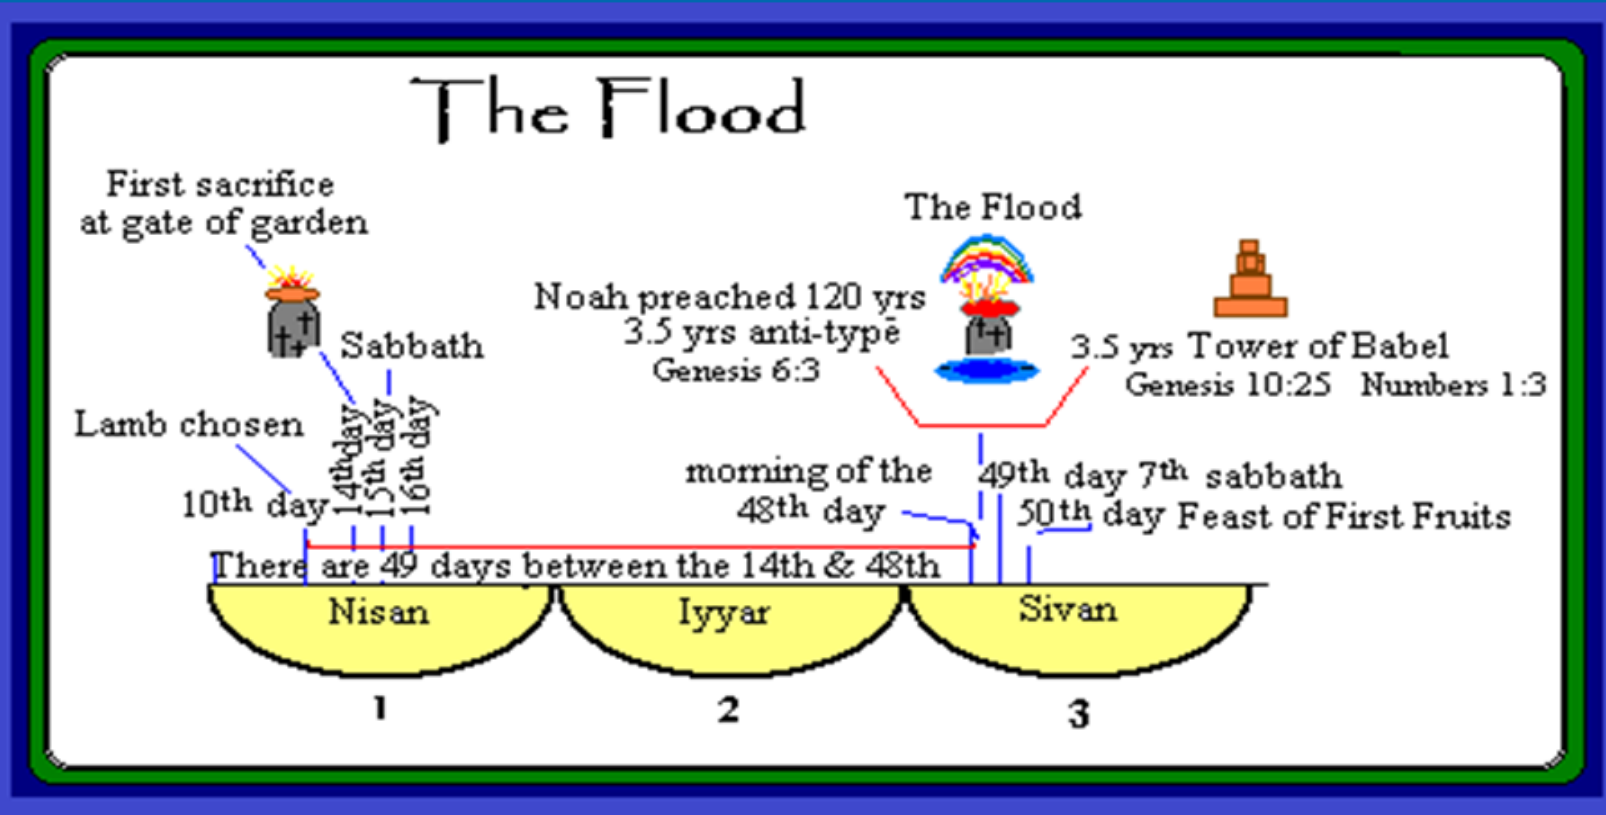 The Flood
First sacrifice
at gate of garden
The Flood
Noah preached 120 yrs
3.5 yrs anti-type
Genesis 6:3
Sabbath
3.5 yrs Tower of Babel
Genesis 10:25 Numbers 1:3
Lamb chosen
10th day
14th day
15th day
16th day
morning of the
48th day
49th day 7th sabbath
50th day Feast of First Fruits
There are 49 days between the 14th & 48th
Nisan
Iyyar
Sivan
1
2
3